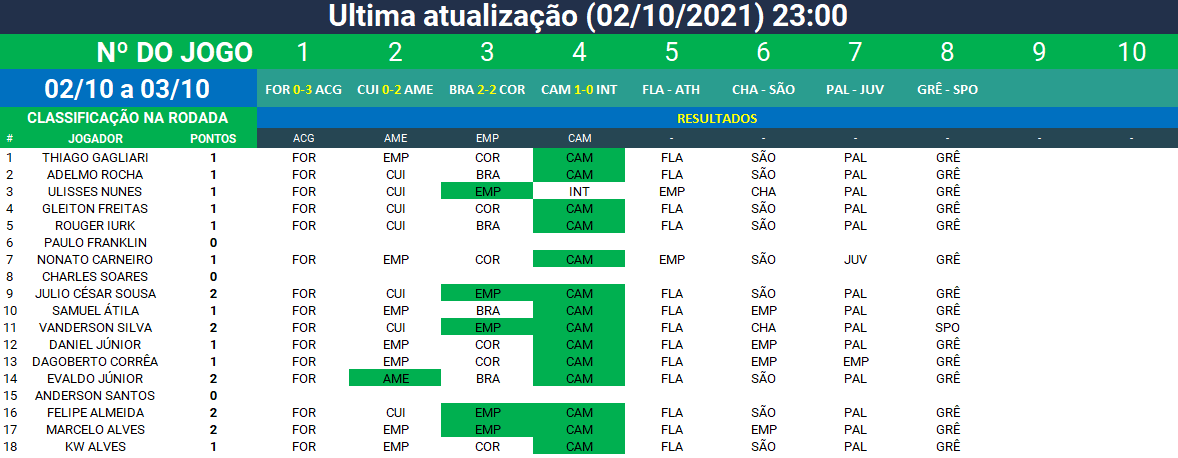 Ultima atualização (02/10/2021) 23:00
Nº DO JOGO 1 2 3 4 5 6 7 8 9 10
02/10 a 03/10 FOR 0-3 ACG CUI 0-2 AME BRA 2-2 COR CAM 1-0 INT FLA - ATH CHA - SÃO PAL - JUV GRÊ - SPO
CLASSIFICAÇÃO NA RODADA RESULTADOS
# JOGADOR PONTOS ACG AME EMP CAM - - - - - -
1 THIAGO GAGLIARI 1 FOR EMP COR CAM FLA SÃO PAL GRÊ
2 ADELMO ROCHA 1 FOR CUI BRA CAM FLA SÃO PAL GRÊ
3 ULISSES NUNES 1 FOR CUI EMP INT EMP CHA PAL GRÊ
4 GLEITON FREITAS 1 FOR CUI COR CAM FLA SÃO PAL GRÊ
5 ROUGER IURK 1 FOR CUI BRA CAM FLA SÃO PAL GRÊ
6 PAULO FRANKLIN 0
7 NONATO CARNEIRO 1 FOR EMP COR CAM EMP SÃO JUV GRÊ
8 CHARLES SOARES 0
9 JULIO CÉSAR SOUSA 2 FOR CUI EMP CAM FLA SÃO PAL GRÊ
10 SAMUEL ÁTILA 1 FOR EMP BRA CAM FLA EMP PAL GRÊ
11 VANDERSON SILVA 2 FOR CUI EMP CAM FLA CHA PAL SPO
12 DANIEL JÚNIOR 1 FOR EMP COR CAM FLA EMP PAL GRÊ
13 DAGOBERTO CORRÊA 1 FOR EMP COR CAM FLA EMP EMP GRÊ
14 EVALDO JÚNIOR 2 FOR AME BRA CAM FLA SÃO PAL GRÊ
15 ANDERSON SANTOS 0
16 FELIPE ALMEIDA 2 FOR CUI EMP CAM FLA SÃO PAL GRÊ
17 MARCELO ALVES 2 FOR EMP EMP CAM FLA EMP PAL GRÊ
18 KW ALVES 1 FOR EMP COR CAM FLA SÃO PAL GRÊ